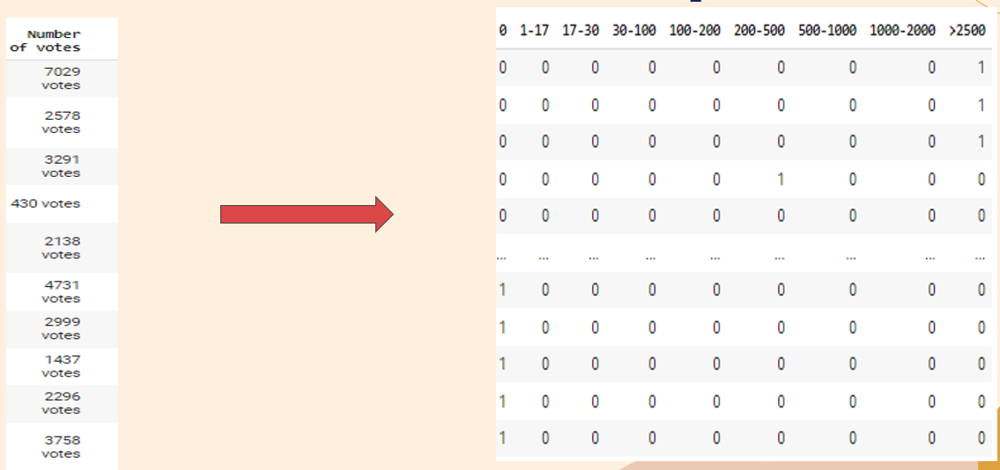 Number
of votes
7029
votes
2578
votes
3291
votes
430 votes
2138
votes
4731
votes
2999
votes
1437
votes
2296
votes
3758
votes
0 1-17 17-30 30-100 100-200 200-500 500-1000 1000-2000 >2500
0 0 0 0 0 0 0 0 1
0 0 0 0 0 0 0 0 1
0 0 0 0 0 0 0 0 1
0 0 0 0 0 1 0 0 0
0 0 0 0 0 0 0 0 0
... ... ... ... ... ... ... ... ...
1 0 0 0 0 0 0 0 0
1 0 0 0 0 0 0 0 0
1 0 0 0 0 0 0 0 0
1 0 0 0 0 0 0 0 0
1 0 0 0 0 0 0 0 0